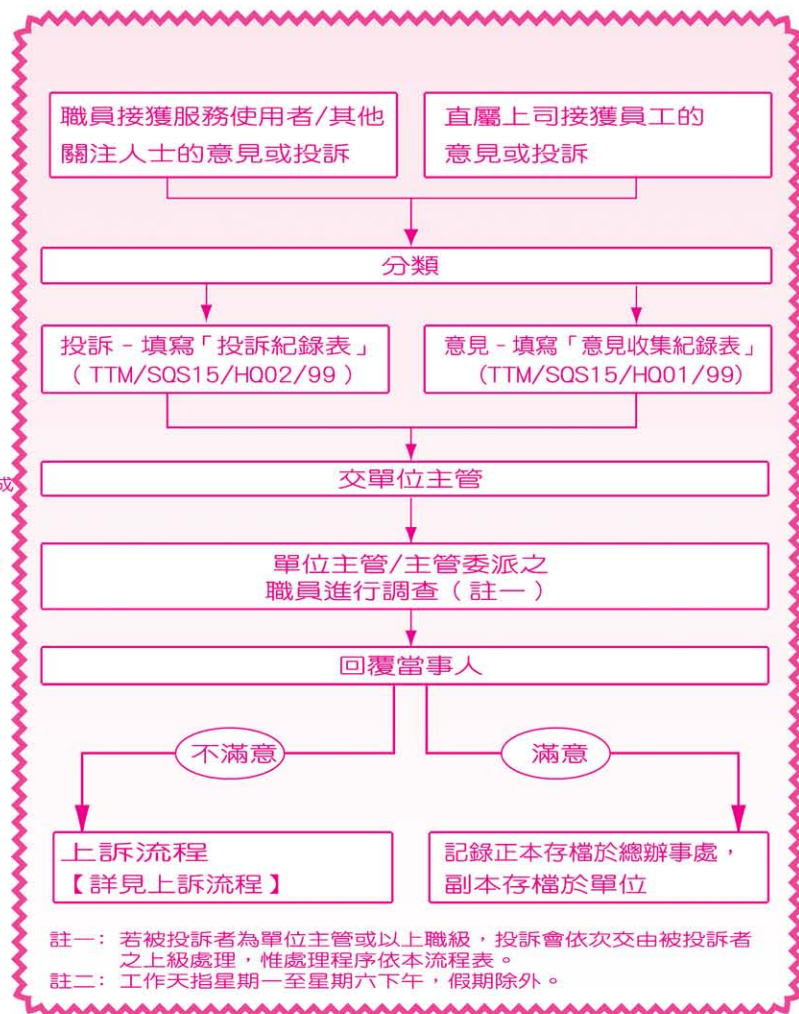 職員接獲服務使用者/其他
關注人士的意見或投訴
直屬上司接獲員工的
意見或投訴
分類
投訴 - 填寫「投訴紀錄表」
( TTM/SQS15/HQ02/99 )
意見 - 填寫「意見收集紀錄表」
(TTM/SQS15/HQ01/99)
成
交單位主管
單位主管/主管委派之
職員進行調查（註一）
回覆當事人
不滿意
滿意
上訴流程
【詳見上訴流程】
記錄正本存檔於總辦事處，
副本存檔於單位
註一： 若被投訴者為單位主管或以上職級，投訴會依次交由被投訴者
之上級處理，惟處理程序依本流程表。
註二： 工作天指星期一至星期六下午，假期除外。